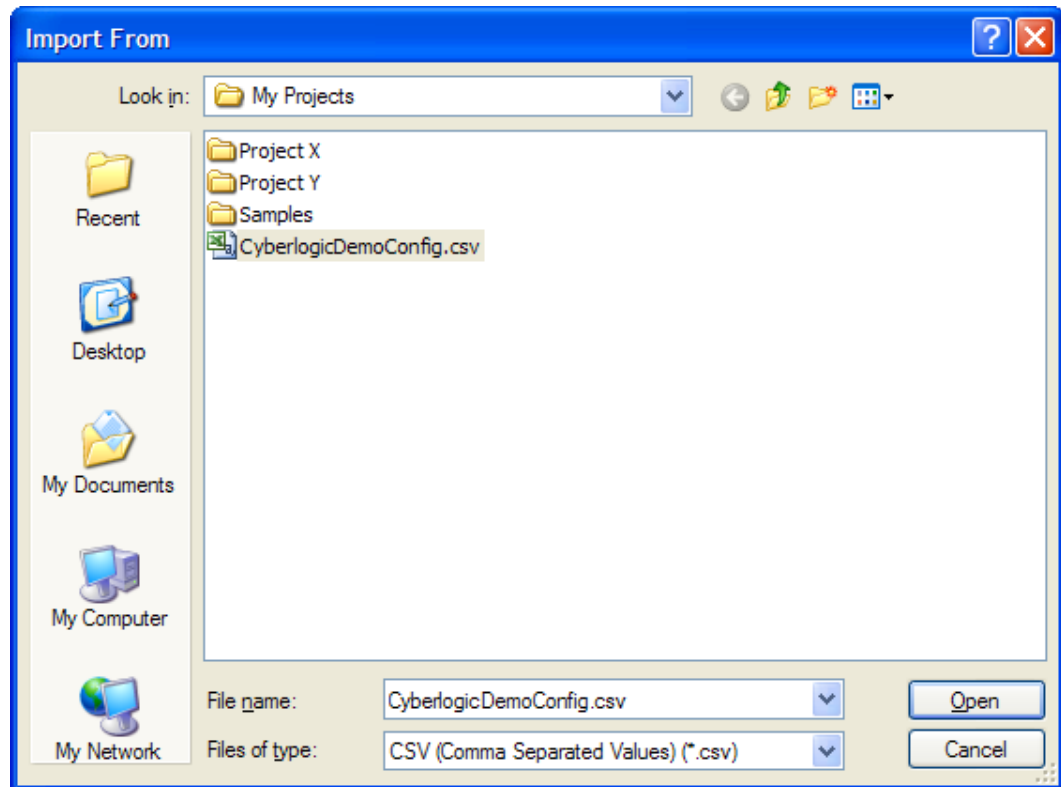 Import From
Look in: My Projects
Project X
Project Y
Samples
CyberlogicDemoConfig.csv
Recent
Desktop
My Documents
My Computer
My Network
File name: CyberlogicDemoConfig.csv
Open
Files of type: CSV (Comma Separated Values) (*.csv)
Cancel